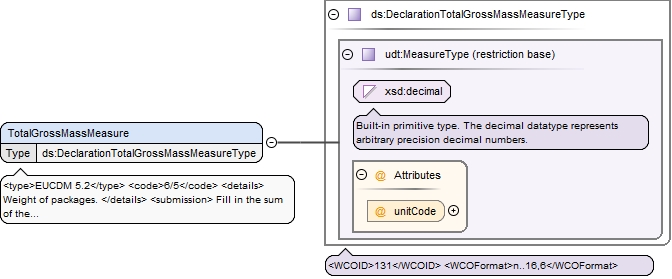 TotalGrossMassMeasure
Type ds:DeclarationTotalGrossMassMeasureType
<type>EUCDM 5.2</type> <code>6/5</code> <details>
Weight of packages. </details> <submission> Fill in the sum
of the...
ds:DeclarationTotalGrossMassMeasureType
udt:MeasureType (restriction base)
xsd:decimal
Built-in primitive type. The decimal datatype represents
arbitrary precision decimal numbers.
@ Attributes
@ unitCode
<WCOID>131</WCOID> <WCOFormat>n..16,6</WCOFormat>